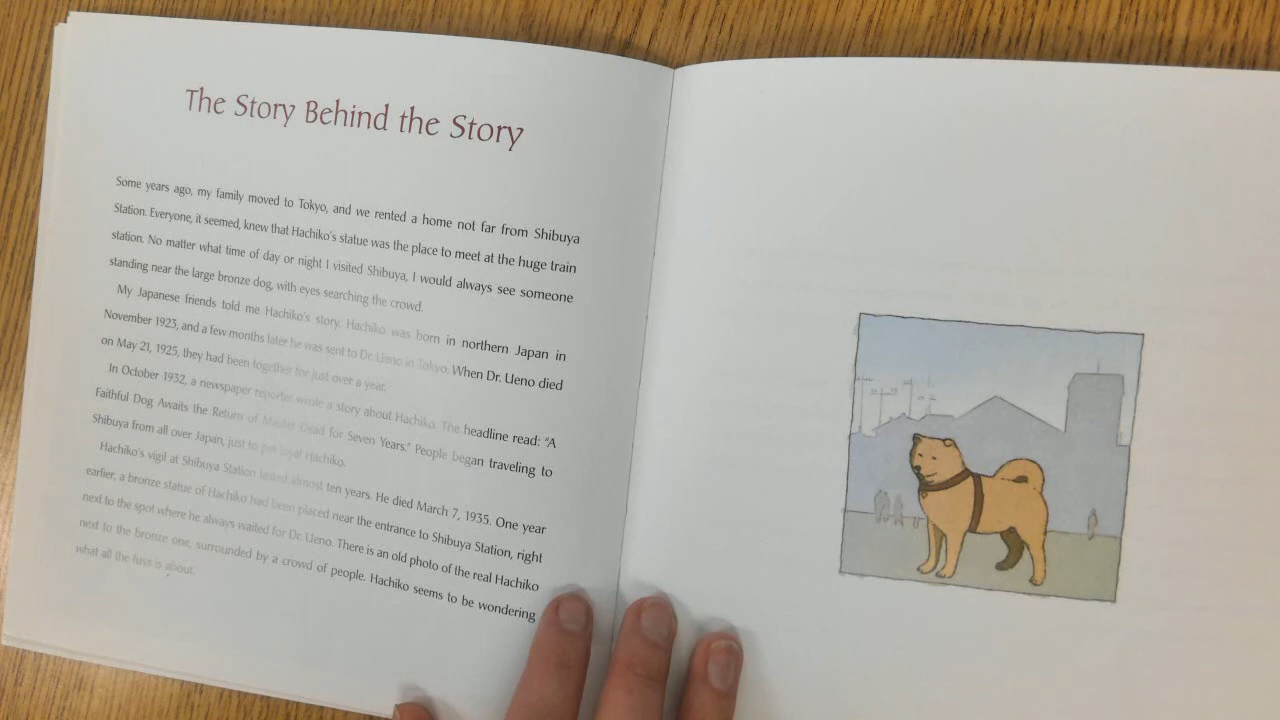 The Story Behind the Story
Some years ago, my family moved to Tokyo, and we rented a home not far from Shibuya
Station. Everyone, it seemed, knew that Hachiko's statue was the place to meet at the huge train
station. No matter what time of day or night I visited Shibuya, I would always see someone
standing near the large bronze dog, with eyes searching the crowd.
My Japanese friends told me Hachiko's story. Hachiko was born in northern Japan in
November 1923, and a few months later he was sent to Dr. Ueno in Tokyo. When Dr. Ueno died
on May 21, 1925, they had been together for just over a year.
In October 1932, a newspaper reporter wrote a story about Hachiko. The headline read: "A
Faithful Dog Awaits the Return of Master Dead for Seven Years." People began traveling to
Shibuya from all over Japan, just to pet loyal Hachiko.
Hachiko's vigil at Shibuya Station lasted almost ten years. He died March 7, 1935. One year
earlier, a bronze statue of Hachiko had been placed near the entrance to Shibuya Station, right
next to the spot where he always waited for Dr. Ueno. There is an old photo of the real Hachiko
next to the bronze one, surrounded by a crowd of people. Hachiko seems to be wondering
what all the fuss is about.